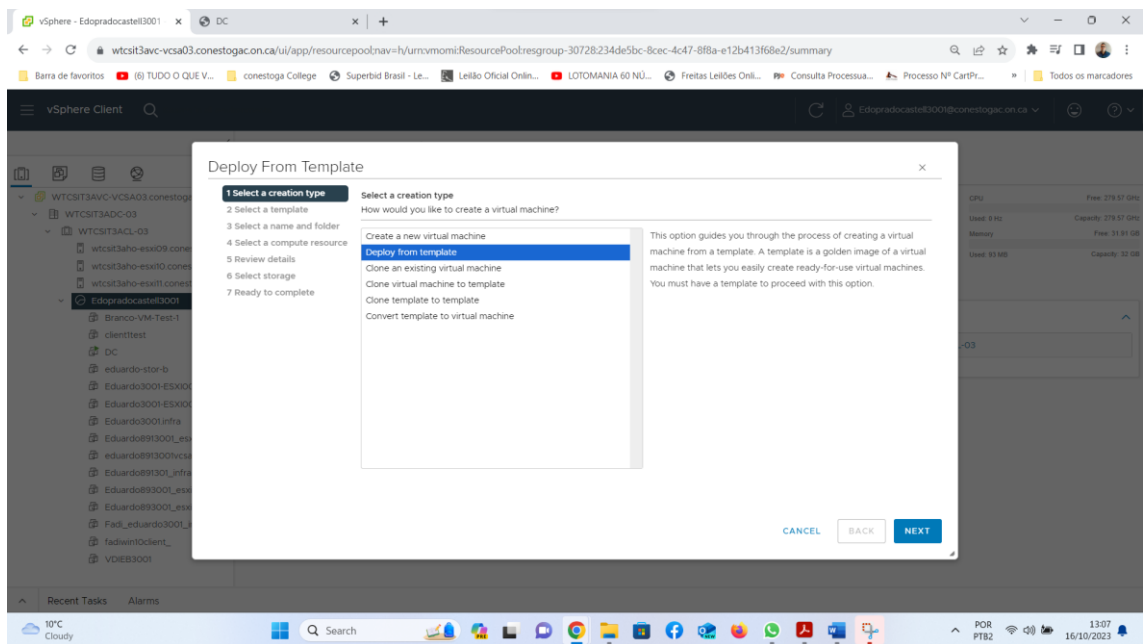 vSphere - Edopradocastell3001
DC
wtcsit3avc-vcsa03.conestogac.on.ca/ui/app/resourcepool;nav=h/urn:vmomi:ResourcePool:resgroup-30728:234de5bc-8cec-4c47-8f8a-e12b413f68e2/summary
Barra de favoritos (6) TUDO O QUE V... conestoga College Superbid Brasil - Le... Leilão Oficial Onlin... LOTOMANIA 60 NÚ... Freitas Leilões Onli... Consulta Processua... Processo Nº CartPr... » Todos os marcadores
vSphere Client
Edopradocastell3001@conestogac.on.ca
WTCSIT3AVC-VCSA03.conestoga
WTCSIT3ADC-03
WTCSIT3ACL-03
wtcsit3aho-esxi09.cones
wtcsit3aho-esxi10.cones
wtcsit3aho-esxi11.conest
Edopradocastell3001
Branco-VM-Test-1
client1test
DC
eduardo-stor-b
Eduardo3001-ESXI00
Eduardo3001-ESXI00
Eduardo3001.infra
Eduardo8913001_esx
eduardo8913001vcsa
Eduardo891301_infra
Eduardo893001_esxi
Eduardo893001_esxi
Fadi_eduardo3001_i
fadiwin10client_
VDIEB3001
Deploy From Template
1 Select a creation type
2 Select a template
3 Select a name and folder
4 Select a compute resource
5 Review details
6 Select storage
7 Ready to complete
Select a creation type
How would you like to create a virtual machine?
Create a new virtual machine
Deploy from template
Clone an existing virtual machine
Clone virtual machine to template
Clone template to template
Convert template to virtual machine
This option guides you through the process of creating a virtual
machine from a template. A template is a golden image of a virtual
machine that lets you easily create ready-for-use virtual machines.
You must have a template to proceed with this option.
CANCEL BACK NEXT
CPU Free: 279.57 GHz
Used: 0 Hz Capacity: 279.57 GHz
Memory Free: 31.91 GB
Used: 93 MB Capacity: 32 GB
-03
Recent Tasks Alarms
10°C
Cloudy
Search
POR
PTB2
13:07
16/10/2023